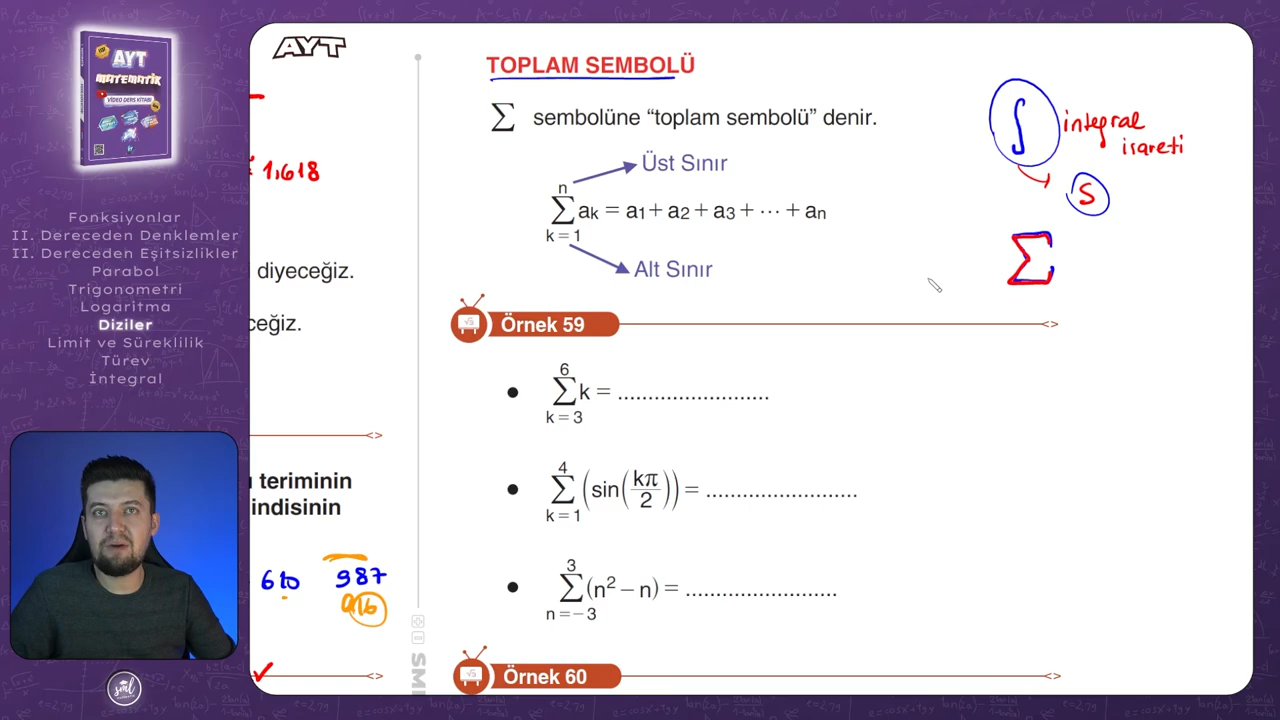 AYT
MATEMATİK
VİDEO DERS KİTABI
Fonksiyonlar
II. Dereceden Denklemler
II. Dereceden Eşitsizlikler
Parabol
Trigonometri
Logaritma
Diziler
Limit ve Süreklilik
Türev
İntegral
sml
AYT
1,618
diyeceğiz.
ceğiz.
teriminin
indisinin
610 987
SML
TOPLAM SEMBOLÜ
∑ sembolüne “toplam sembolü” denir.
n Üst Sınır
∑ ak = a1 + a2 + a3 + ··· + an
k = 1 Alt Sınır
∫ integral
isareti
S
∑
√x Örnek 59
6
• ∑ k = .........................
k = 3
4
• ∑ (sin(kπ/2)) = .........................
k = 1
3
• ∑ (n² – n) = .........................
n = – 3
√x Örnek 60